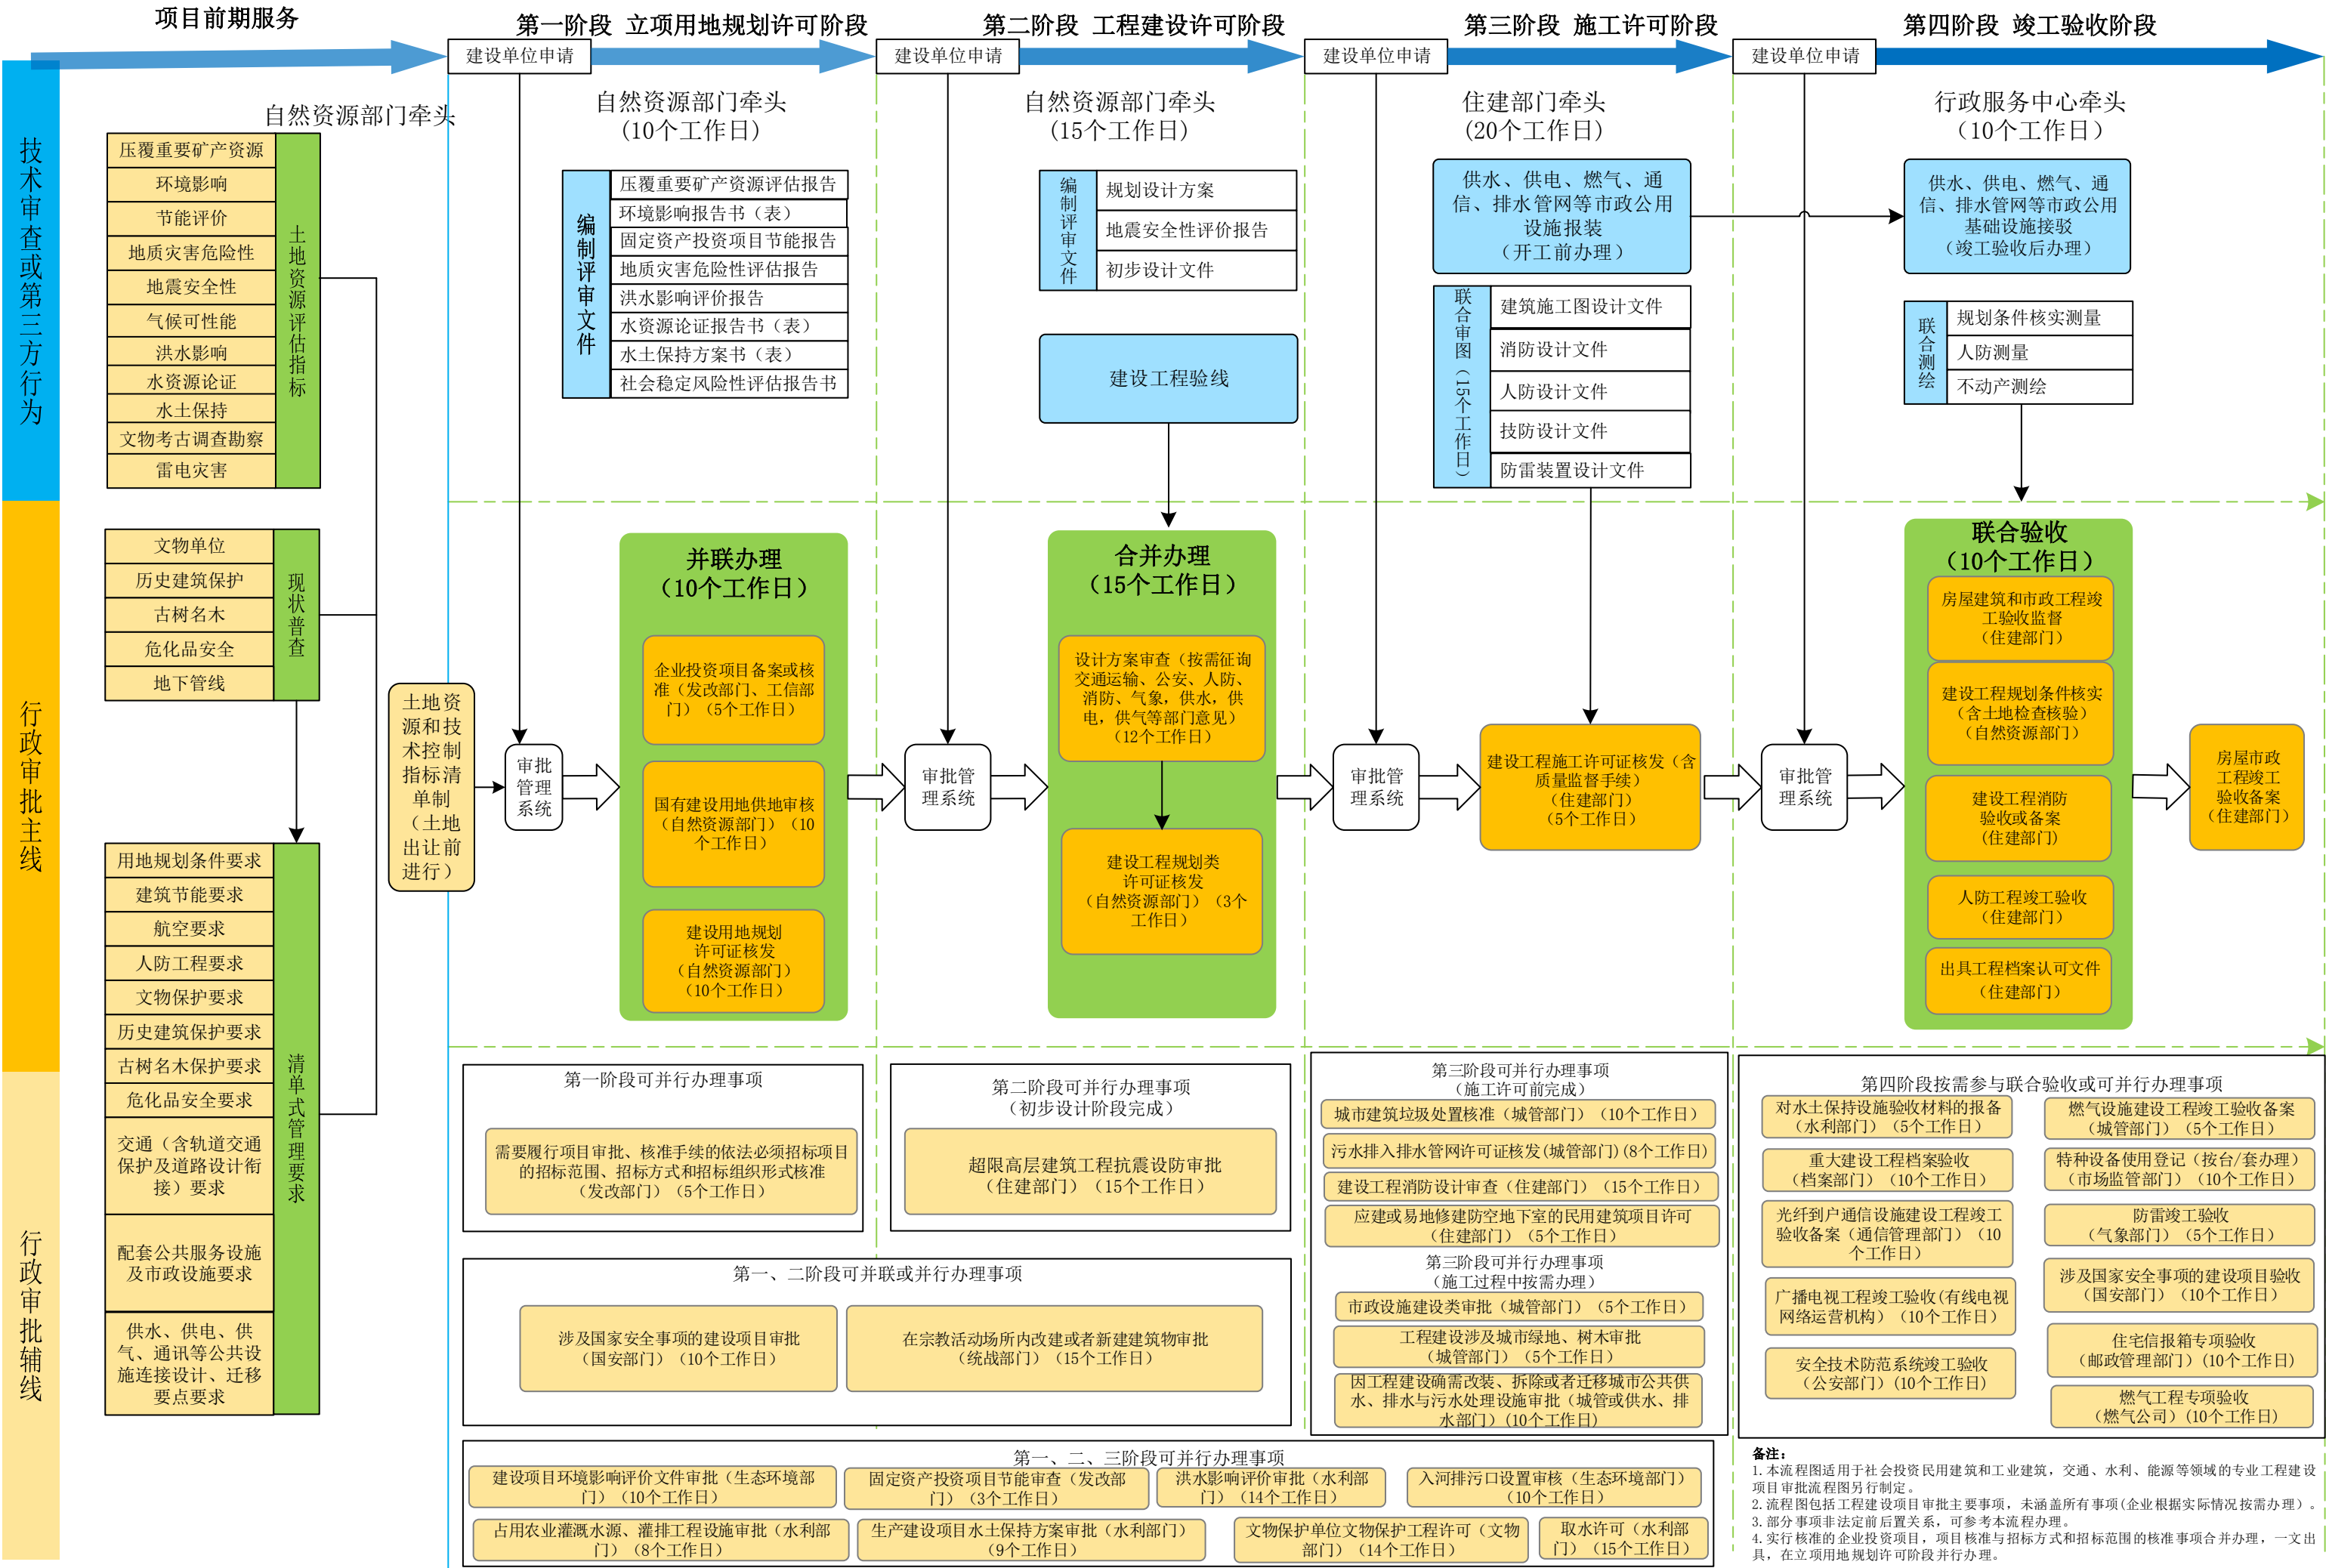 项目前期服务
第一阶段 立项用地规划许可阶段
第二阶段 工程建设许可阶段
第三阶段 施工许可阶段
第四阶段 竣工验收阶段
建设单位申请
建设单位申请
建设单位申请
建设单位申请
技术审查或第三方行为
行政审批主线
行政审批辅线
自然资源部门牵头
压覆重要矿产资源
环境影响
节能评价
地质灾害危险性
地震安全性
气候可性能
洪水影响
水资源论证
水土保持
文物考古调查勘察
雷电灾害
土地资源评估指标
文物单位
历史建筑保护
古树名木
危化品安全
地下管线
现状普查
用地规划条件要求
建筑节能要求
航空要求
人防工程要求
文物保护要求
历史建筑保护要求
古树名木保护要求
危化品安全要求
交通（含轨道交通
保护及道路设计衔
接）要求
配套公共服务设施
及市政设施要求
供水、供电、供
气、通讯等公共设
施连接设计、迁移
要点要求
清单式管理要求
土地资
源和技
术控制
指标清
单制
（土地
出让前
进行）
自然资源部门牵头
(10个工作日)
编制评审文件
压覆重要矿产资源评估报告
环境影响报告书（表）
固定资产投资项目节能报告
地质灾害危险性评估报告
洪水影响评价报告
水资源论证报告书（表）
水土保持方案书（表）
社会稳定风险性评估报告书
审批
管理
系统
并联办理
（10个工作日）
企业投资项目备案或核
准（发改部门、工信部
门）（5个工作日）
国有建设用地供地审核
（自然资源部门）（10
个工作日）
建设用地规划
许可证核发
（自然资源部门）
（10个工作日）
自然资源部门牵头
(15个工作日)
编制评审文件
规划设计方案
地震安全性评价报告
初步设计文件
建设工程验线
审批管
理系统
合并办理
（15个工作日）
设计方案审查（按需征询
交通运输、公安、人防、
消防、气象，供水，供
电，供气等部门意见）
（12个工作日）
建设工程规划类
许可证核发
（自然资源部门）（3个
工作日）
住建部门牵头
(20个工作日)
供水、供电、燃气、通
信、排水管网等市政公用
设施报装
（开工前办理）
联合审图（15个工作日）
建筑施工图设计文件
消防设计文件
人防设计文件
技防设计文件
防雷装置设计文件
审批管
理系统
建设工程施工许可证核发（含
质量监督手续）
（住建部门）
（5个工作日）
行政服务中心牵头
（10个工作日）
供水、供电、燃气、通
信、排水管网等市政公用
基础设施接驳
（竣工验收后办理）
联合测绘
规划条件核实测量
人防测量
不动产测绘
审批管
理系统
联合验收
（10个工作日）
房屋建筑和市政工程竣
工验收监督
（住建部门）
建设工程规划条件核实
（含土地检查核验）
（自然资源部门）
建设工程消防
验收或备案
（住建部门)
人防工程竣工验收
（住建部门）
出具工程档案认可文件
（住建部门）
房屋市政
工程竣工
验收备案
（住建部门）
第一阶段可并行办理事项
需要履行项目审批、核准手续的依法必须招标项目
的招标范围、招标方式和招标组织形式核准
（发改部门）（5个工作日）
第二阶段可并行办理事项
（初步设计阶段完成）
超限高层建筑工程抗震设防审批
（住建部门）（15个工作日）
第一、二阶段可并联或并行办理事项
涉及国家安全事项的建设项目审批
（国安部门）（10个工作日）
在宗教活动场所内改建或者新建建筑物审批
（统战部门）（15个工作日）
第三阶段可并行办理事项
（施工许可前完成）
城市建筑垃圾处置核准（城管部门）（10个工作日）
污水排入排水管网许可证核发(城管部门)(8个工作日)
建设工程消防设计审查（住建部门）（15个工作日）
应建或易地修建防空地下室的民用建筑项目许可
（住建部门）（5个工作日）
第三阶段可并行办理事项
（施工过程中按需办理）
市政设施建设类审批（城管部门）（5个工作日）
工程建设涉及城市绿地、树木审批
（城管部门）（5个工作日）
因工程建设确需改装、拆除或者迁移城市公共供
水、排水与污水处理设施审批（城管或供水、排
水部门）(10个工作日)
第四阶段按需参与联合验收或可并行办理事项
对水土保持设施验收材料的报备
（水利部门）（5个工作日）
重大建设工程档案验收
（档案部门）（10个工作日）
光纤到户通信设施建设工程竣工
验收备案（通信管理部门）（10
个工作日）
广播电视工程竣工验收(有线电视
网络运营机构）（10个工作日）
安全技术防范系统竣工验收
（公安部门）(10个工作日)
燃气设施建设工程竣工验收备案
（城管部门）（5个工作日）
特种设备使用登记（按台/套办理）
（市场监管部门）（10个工作日）
防雷竣工验收
（气象部门）（5个工作日）
涉及国家安全事项的建设项目验收
（国安部门）（10个工作日）
住宅信报箱专项验收
（邮政管理部门）(10个工作日)
燃气工程专项验收
（燃气公司）(10个工作日)
第一、二、三阶段可并行办理事项
建设项目环境影响评价文件审批（生态环境部
门）（10个工作日）
固定资产投资项目节能审查（发改部
门）（3个工作日）
洪水影响评价审批（水利部
门）（14个工作日）
入河排污口设置审核（生态环境部门）
（10个工作日）
占用农业灌溉水源、灌排工程设施审批（水利部
门）（8个工作日）
生产建设项目水土保持方案审批（水利部门）
（9个工作日）
文物保护单位文物保护工程许可（文物
部门）（14个工作日）
取水许可（水利部
门）（15个工作日）
备注：
1.本流程图适用于社会投资民用建筑和工业建筑，交通、水利、能源等领域的专业工程建设
项目审批流程图另行制定。
2.流程图包括工程建设项目审批主要事项，未涵盖所有事项(企业根据实际情况按需办理）。
3.部分事项非法定前后置关系，可参考本流程办理。
4.实行核准的企业投资项目，项目核准与招标方式和招标范围的核准事项合并办理，一文出
具，在立项用地规划许可阶段并行办理。